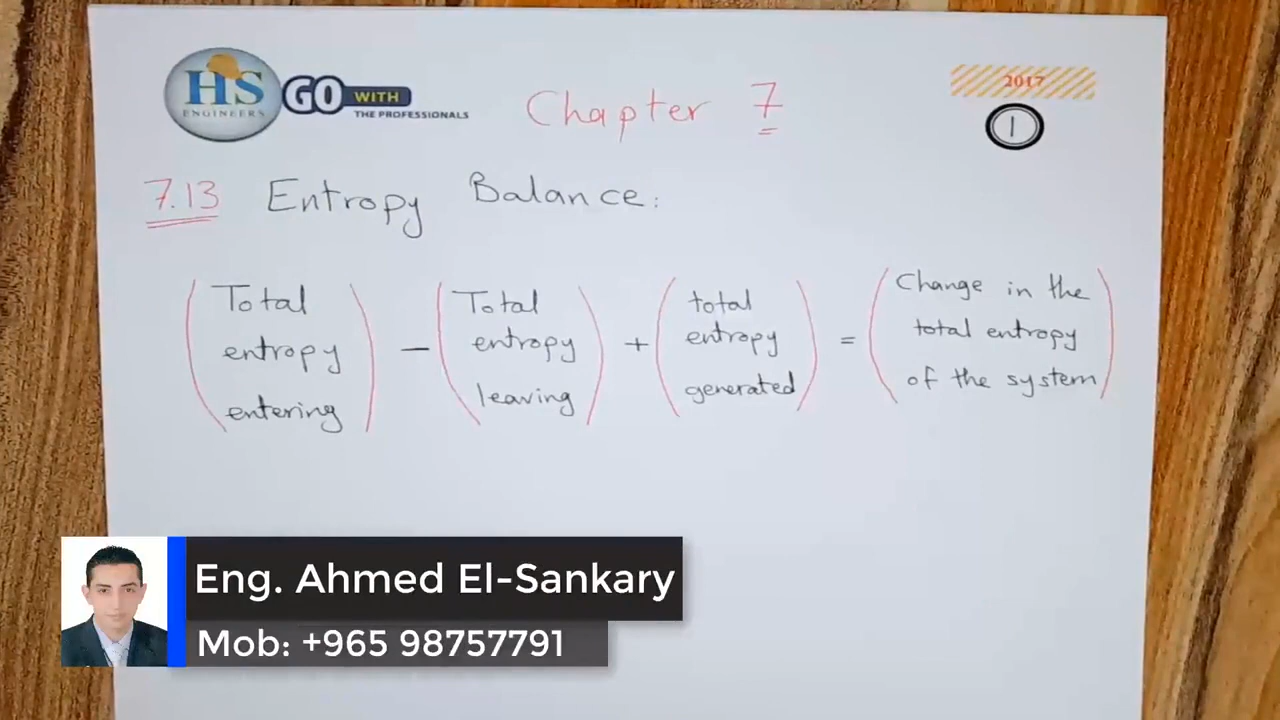 HS
ENGINEERS
GO WITH
THE PROFESSIONALS
Chapter 7
2017
1
7.13 Entropy Balance:
(Total entropy entering) - (Total entropy leaving) + (total entropy generated) = (Change in the total entropy of the system)
Eng. Ahmed El-Sankary
Mob: +965 98757791